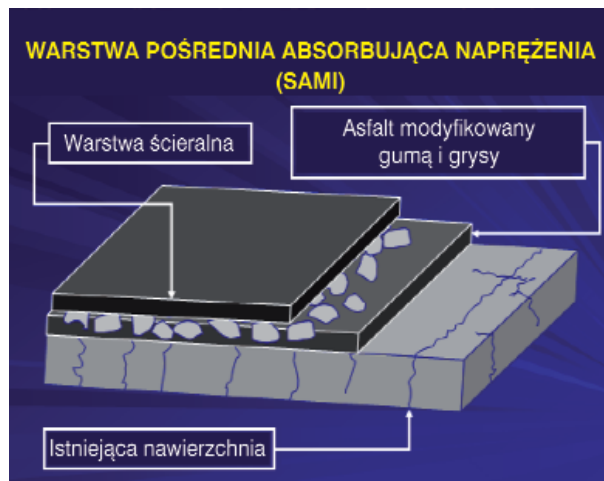 WARSTWA POŚREDNIA ABSORBUJĄCA NAPRĘŻENIA
(SAMI)
Warstwa ścieralna
Asfalt modyfikowany
gumą i grysy
Istniejąca nawierzchnia